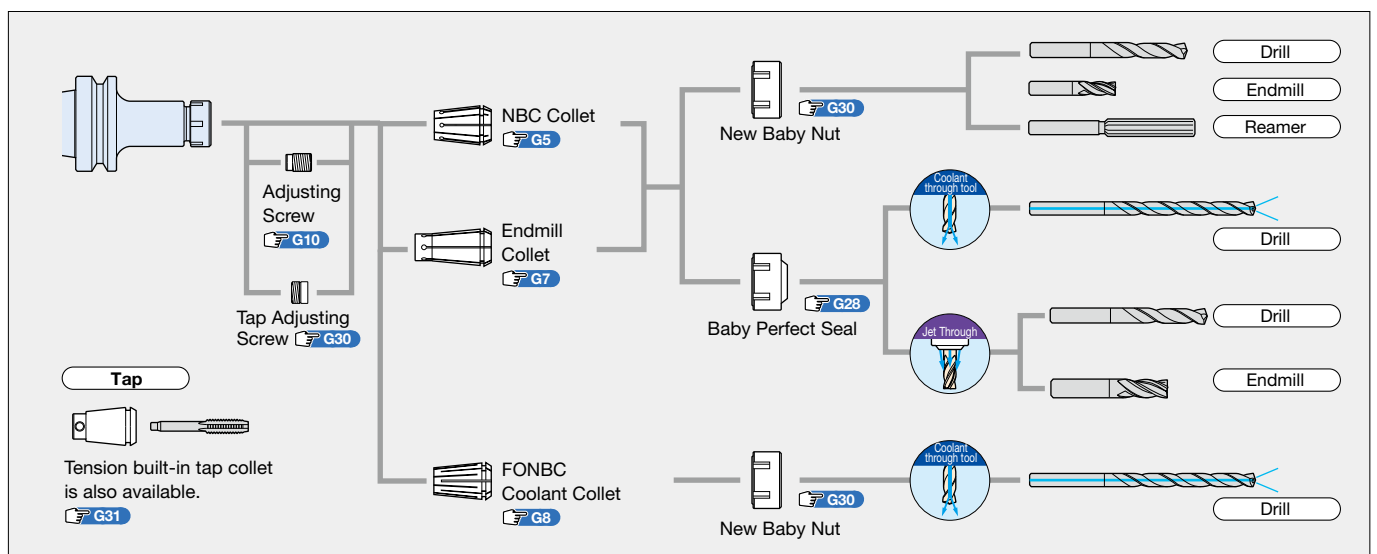 NBC Collet
G5
Adjusting
Screw
G10
Endmill
Collet
G7
Tap Adjusting
Screw G30
Tap
Tension built-in tap collet
is also available.
G31
FONBC
Coolant Collet
G8
G30
New Baby Nut
G28
Baby Perfect Seal
G30
New Baby Nut
Drill
Endmill
Reamer
Coolant
through tool
Drill
Jet Through
Drill
Endmill
Coolant
through tool
Drill